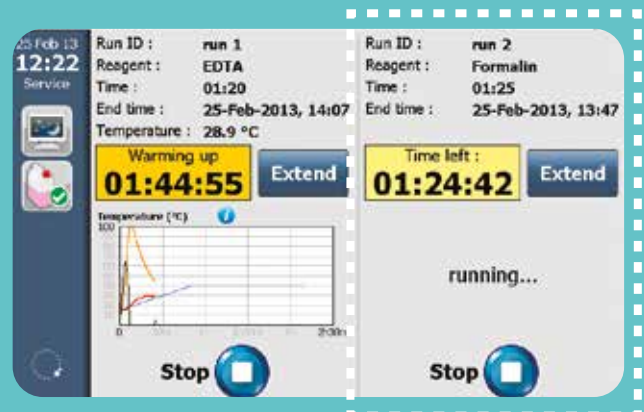 25 Feb 13
12:22
Service
Run ID : run 1
Reagent : EDTA
Time : 01:20
End time : 25-Feb-2013, 14:07
Temperature : 28.9 °C
Warming up
01:44:55
Extend
Temperature (°C)
100
0
2:30h
Stop
Run ID : run 2
Reagent : Formalin
Time : 01:25
End time : 25-Feb-2013, 13:47
Time left :
01:24:42
Extend
running...
Stop